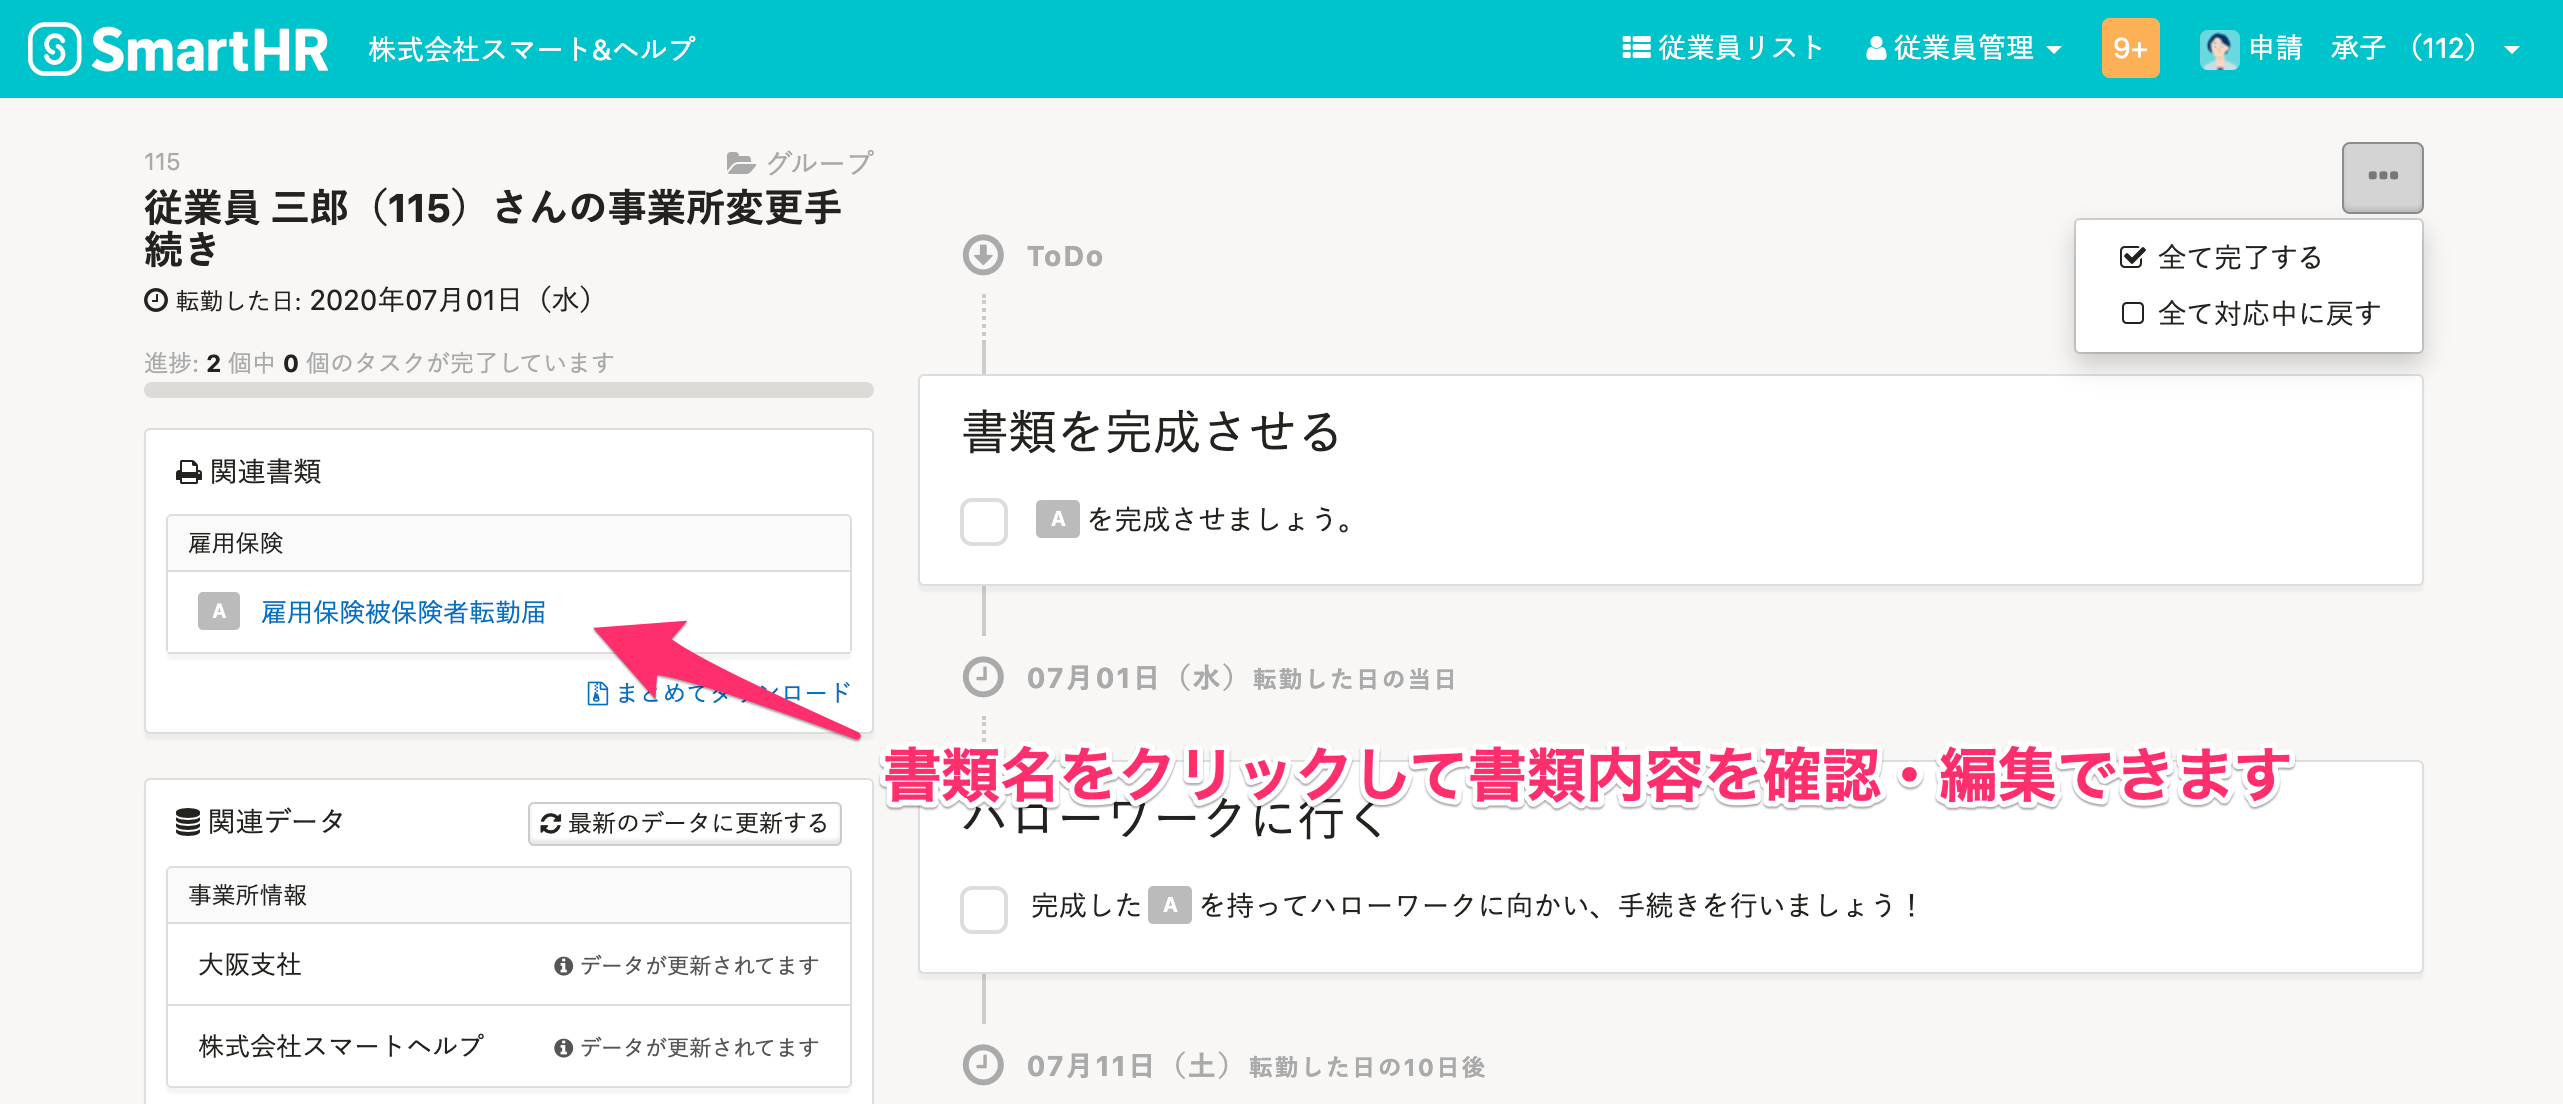 SmartHR 株式会社スマート&ヘルプ 従業員リスト 従業員管理 9+ 申請 承子 （112）
115 グループ
従業員 三郎（115）さんの事業所変更手
続き
転勤した日: 2020年07月01日（水）
進捗: 2 個中 0 個のタスクが完了しています
関連書類
雇用保険
A 雇用保険被保険者転勤届
まとめてダウンロード
関連データ 最新のデータに更新する
事業所情報
大阪支社 データが更新されてます
株式会社スマートヘルプ データが更新されてます
全て完了する
全て対応中に戻す
ToDo
書類を完成させる
A を完成させましょう。
07月01日（水）転勤した日の当日
書類名をクリックして書類内容を確認・編集できます
ハローワークに行く
完成した A を持ってハローワークに向かい、手続きを行いましょう！
07月11日（土）転勤した日の10日後